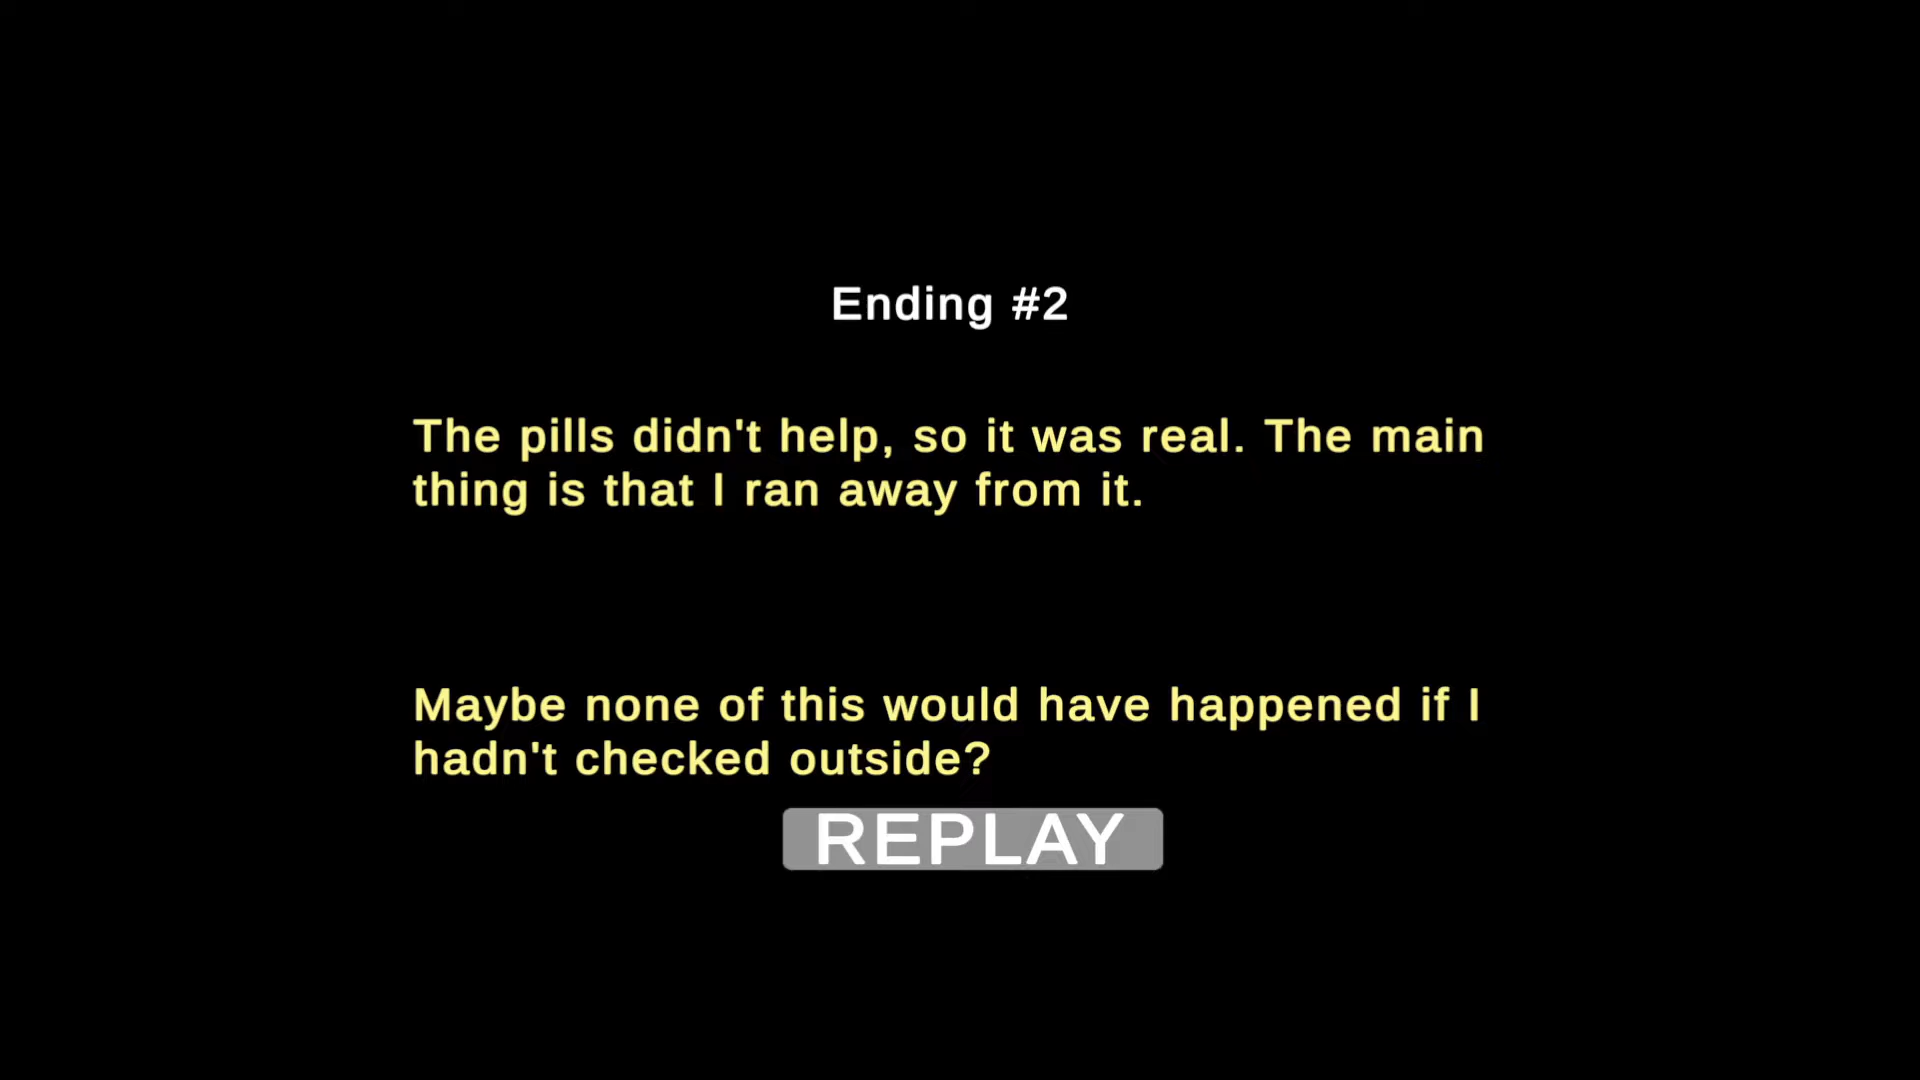 Ending #2
The pills didn't help, so it was real. The main
thing is that I ran away from it.
Maybe none of this would have happened if I
hadn't checked outside?
REPLAY